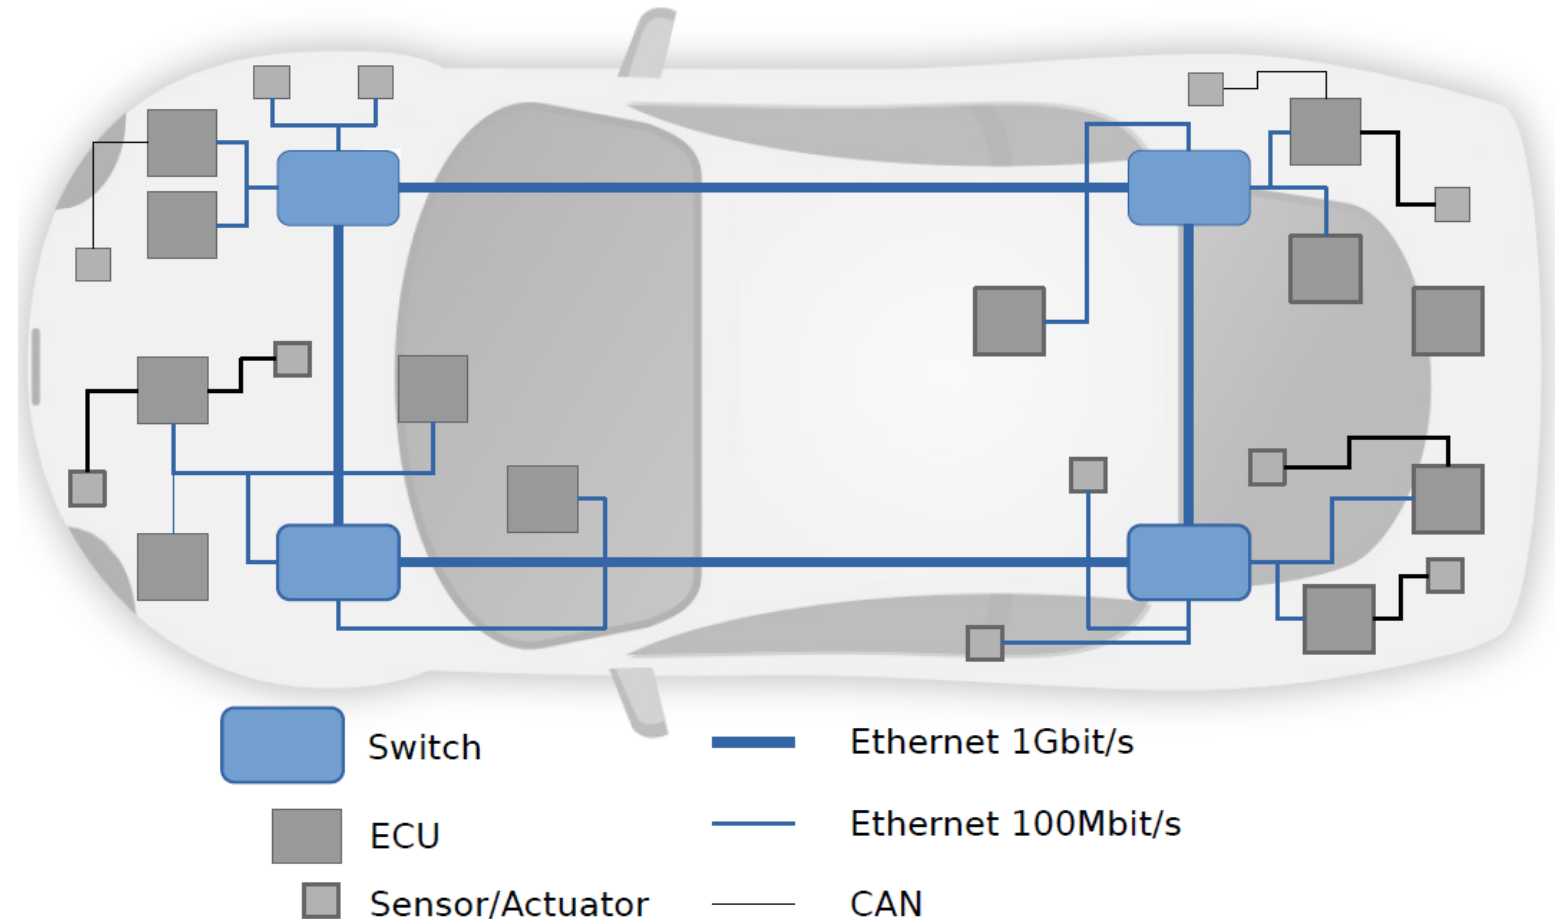 Switch
Ethernet 1Gbit/s
ECU
Ethernet 100Mbit/s
Sensor/Actuator
CAN